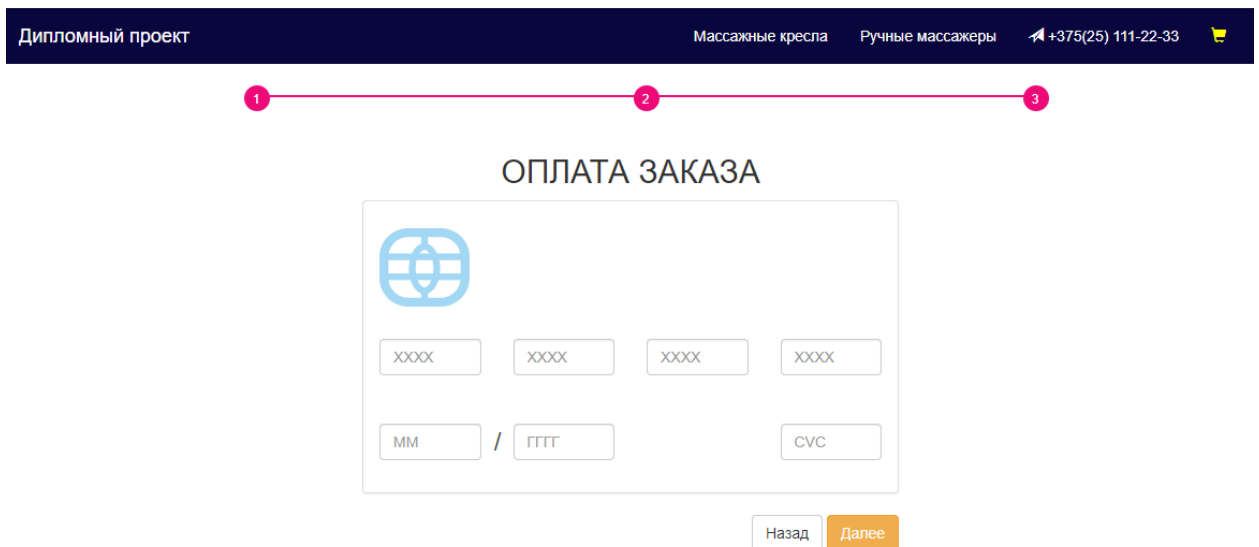 Дипломный проект Массажные кресла Ручные массажеры +375(25) 111-22-33
1 2 3
ОПЛАТА ЗАКАЗА
XXXX XXXX XXXX XXXX
ММ / ГГГГ CVC
Назад Далее